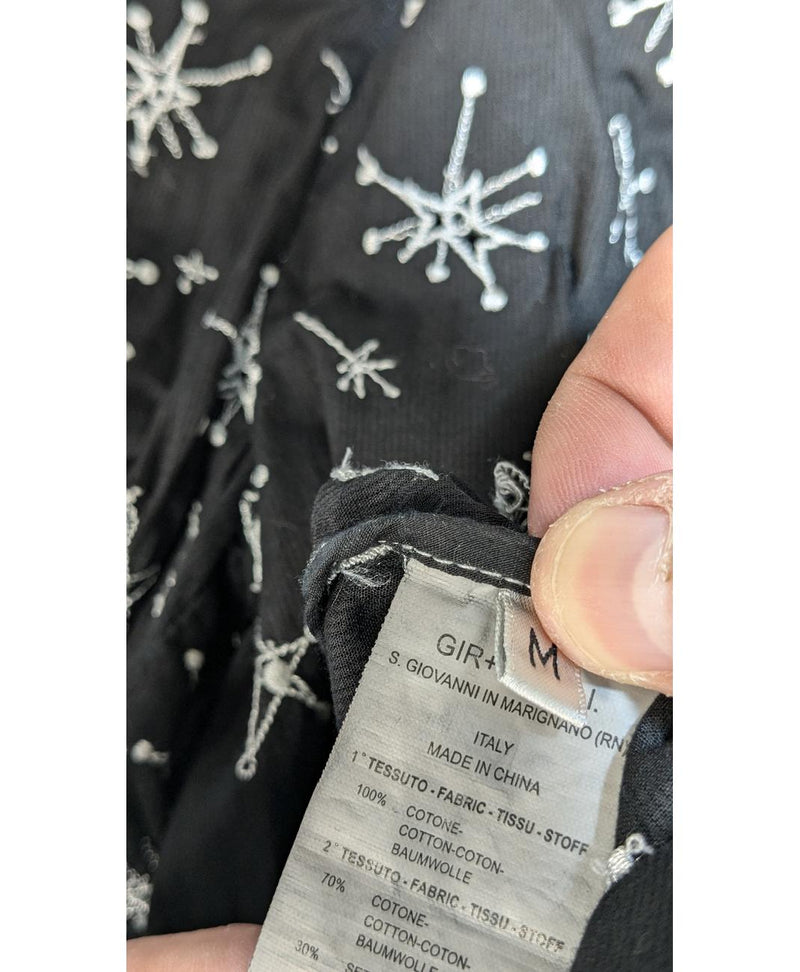 GIR+ M I.
S. GIOVANNI IN MARIGNANO (RN)
ITALY
MADE IN CHINA
1° TESSUTO - FABRIC - TISSU - STOFF
100% COTONE-
COTTON-COTON-
BAUMWOLLE
2° TESSUTO - FABRIC - TISSU - STOFF
70% COTONE-
COTTON-COTON-
BAUMWOLLE
30%